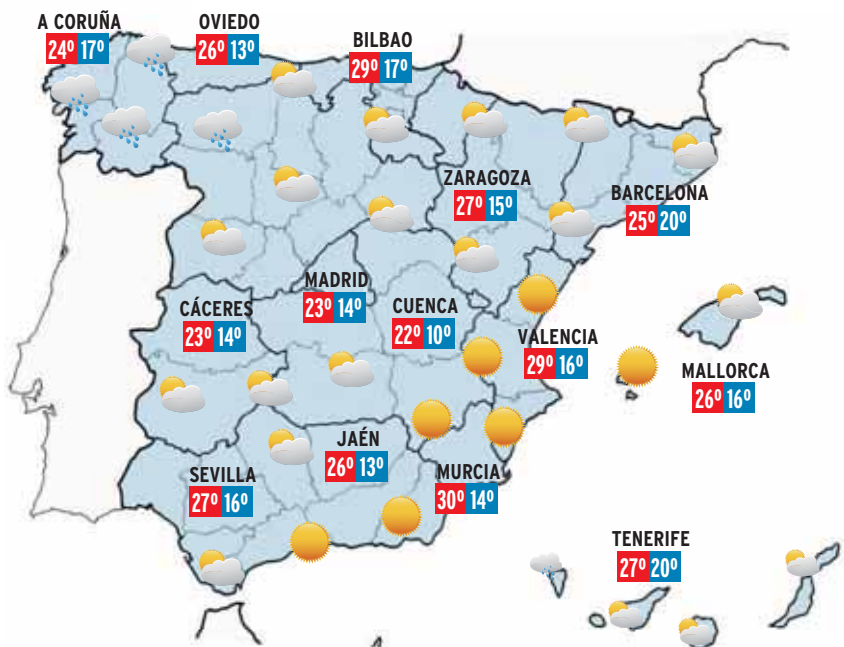 A CORUÑA
24º 17º
OVIEDO
26º 13º
BILBAO
29º 17º
ZARAGOZA
27º 15º
BARCELONA
25º 20º
MADRID
23º 14º
CÁCERES
23º 14º
CUENCA
22º 10º
VALENCIA
29º 16º
MALLORCA
26º 16º
JAÉN
26º 13º
SEVILLA
27º 16º
MURCIA
30º 14º
TENERIFE
27º 20º